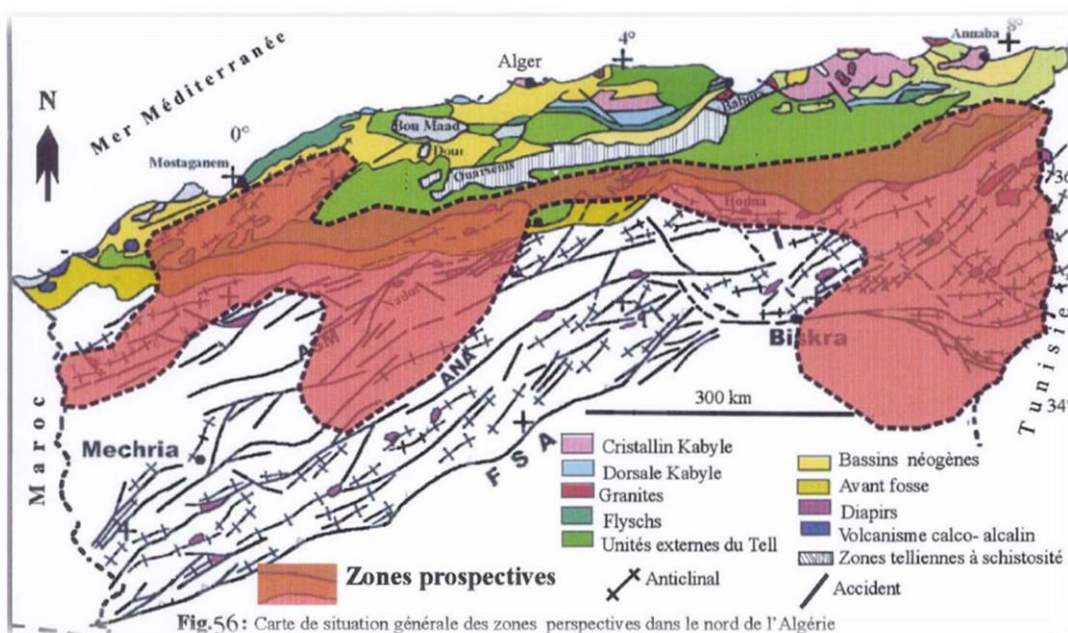 Mer Méditerranée
N
0°
4°
8°
Alger
Annaba
Mostaganem
Bou Maad
Doui
Ouarsenis
Babors
Hodna
36°
Nador
ANA
Biskra
Mechria
Maroc
Tunisie
34°
300 km
F S A
Cristallin Kabyle
Dorsale Kabyle
Granites
Flyschs
Unités externes du Tell
Bassins néogènes
Avant fosse
Diapirs
Volcanisme calco- alcalin
Zones telliennes à schistosité
Zones prospectives
Anticlinal
Accident
Fig.56: Carte de situation générale des zones perspectives dans le nord de l'Algérie